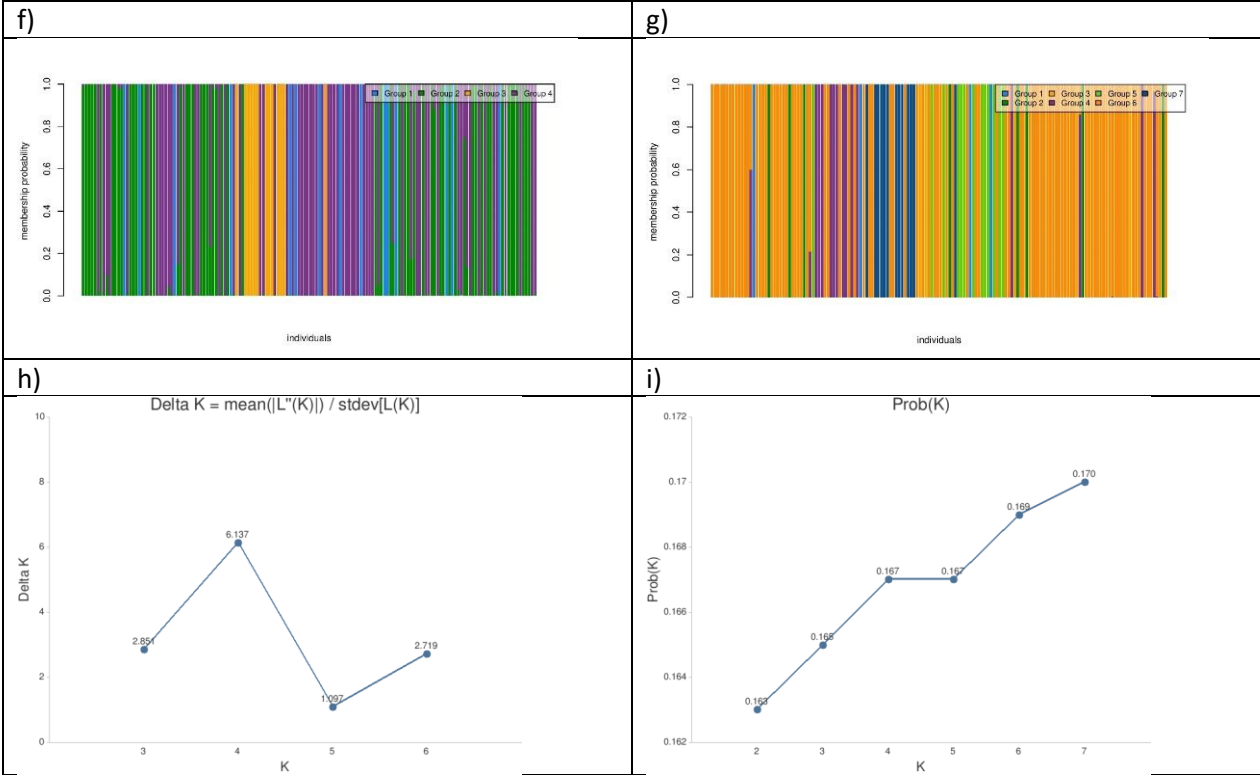 f)
g)
1.0
0.8
0.6
0.4
0.2
0.0
membership probability
Group 1 Group 2 Group 3 Group 4
individuals
1.0
0.8
0.6
0.4
0.2
0.0
membership probability
Group 1 Group 3 Group 5 Group 7
Group 2 Group 4 Group 6
individuals
h)
i)
Delta K = mean(|L"(K)|) / stdev[L(K)]
10
8
6
4
2
0
Delta K
2.851
6.137
1.097
2.719
3 4 5 6
K
Prob(K)
0.172
0.17
0.168
0.166
0.164
0.162
Prob(K)
0.163
0.165
0.167
0.167
0.169
0.170
2 3 4 5 6 7
K